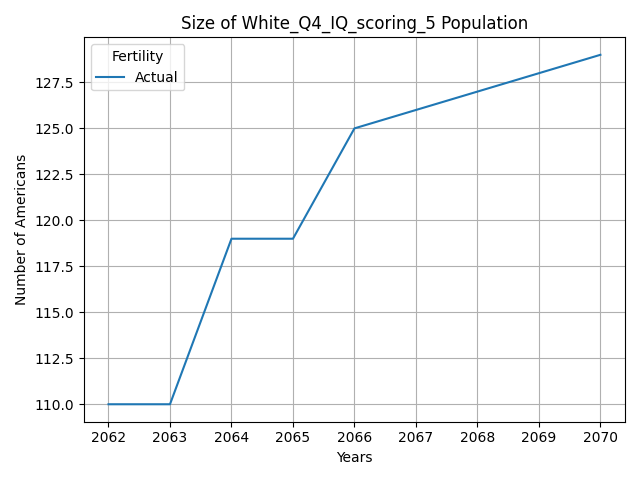 Size of White_Q4_IQ_scoring_5 Population
Fertility
Actual
Number of Americans
127.5
125.0
122.5
120.0
117.5
115.0
112.5
110.0
2062 2063 2064 2065 2066 2067 2068 2069 2070
Years